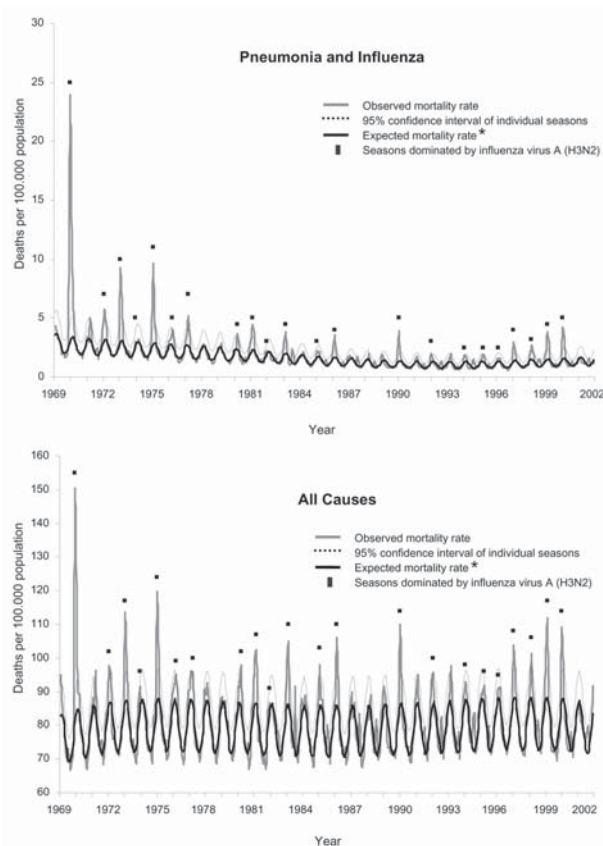 Pneumonia and Influenza
Observed mortality rate
95% confidence interval of individual seasons
Expected mortality rate*
Seasons dominated by influenza virus A (H3N2)
Deaths per 100.000 population
30
25
20
15
10
5
0
1969 1972 1975 1978 1981 1984 1987 1990 1993 1996 1999 2002
Year
All Causes
Observed mortality rate
95% confidence interval of individual seasons
Expected mortality rate*
Seasons dominated by influenza virus A (H3N2)
Deaths per 100.000 population
160
150
140
130
120
110
100
90
80
70
60
1969 1972 1975 1978 1981 1984 1987 1990 1993 1996 1999 2002
Year